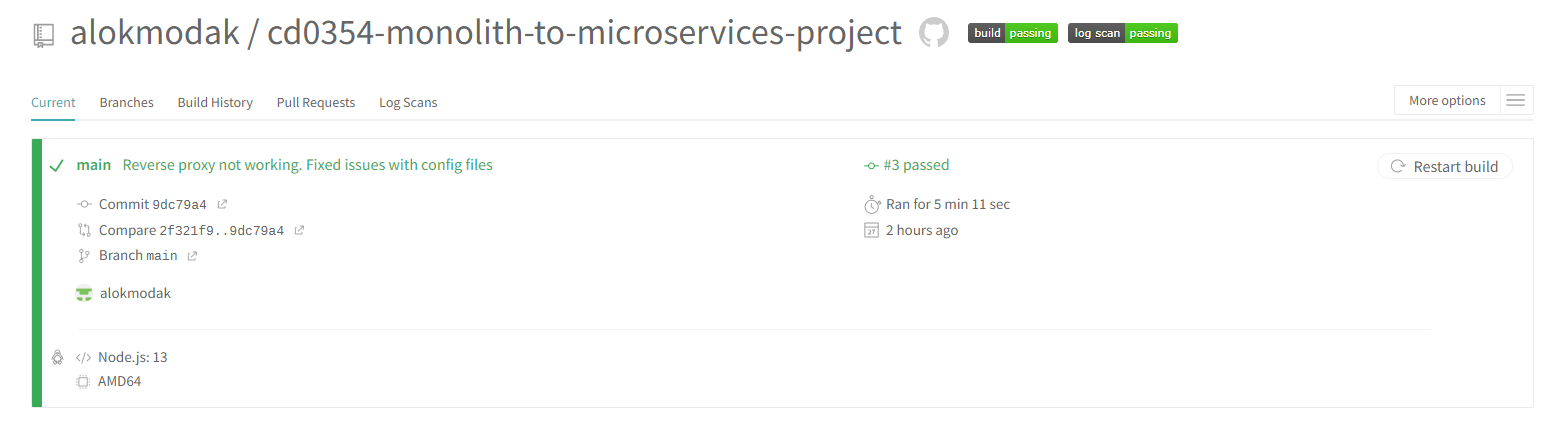 alokmodak / cd0354-monolith-to-microservices-project build passing log scan passing
Current Branches Build History Pull Requests Log Scans More options
main Reverse proxy not working. Fixed issues with config files #3 passed Restart build
Commit 9dc79a4 Ran for 5 min 11 sec
Compare 2f321f9..9dc79a4 27 2 hours ago
Branch main
alokmodak
Node.js: 13
AMD64